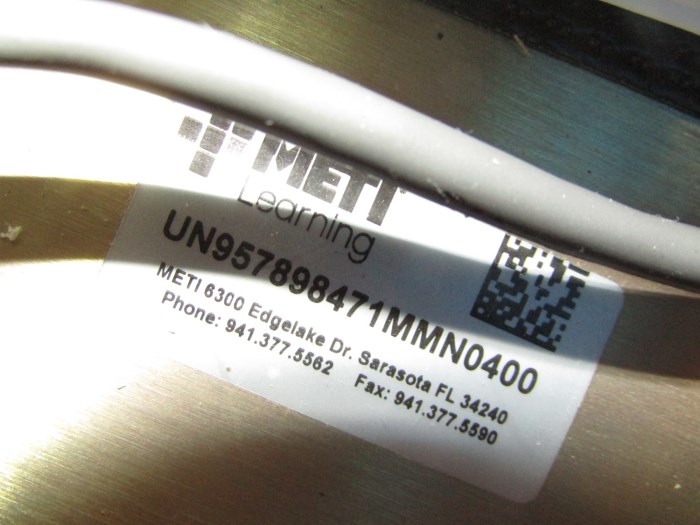 METI
Learning
UN957898471MMN0400
METI 6300 Edgelake Dr. Sarasota FL 34240
Phone: 941.377.5562 Fax: 941.377.5590